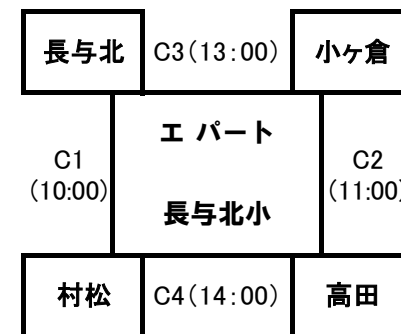 長与北 C3(13:00) 小ヶ倉
エ パート
C1 C2
(10:00) (11:00)
長与北小
村松 C4(14:00) 高田